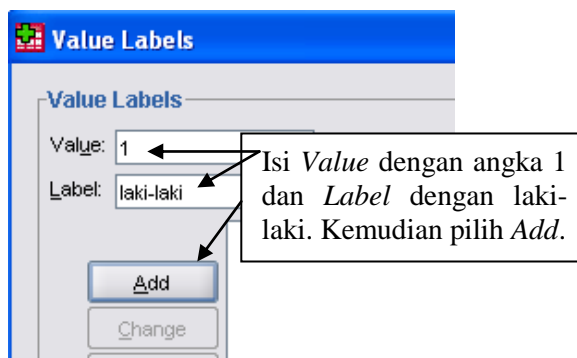 Value Labels
Value Labels
Value: 1
Label: laki-laki
Isi Value dengan angka 1
dan Label dengan laki-
laki. Kemudian pilih Add.
Add
Change